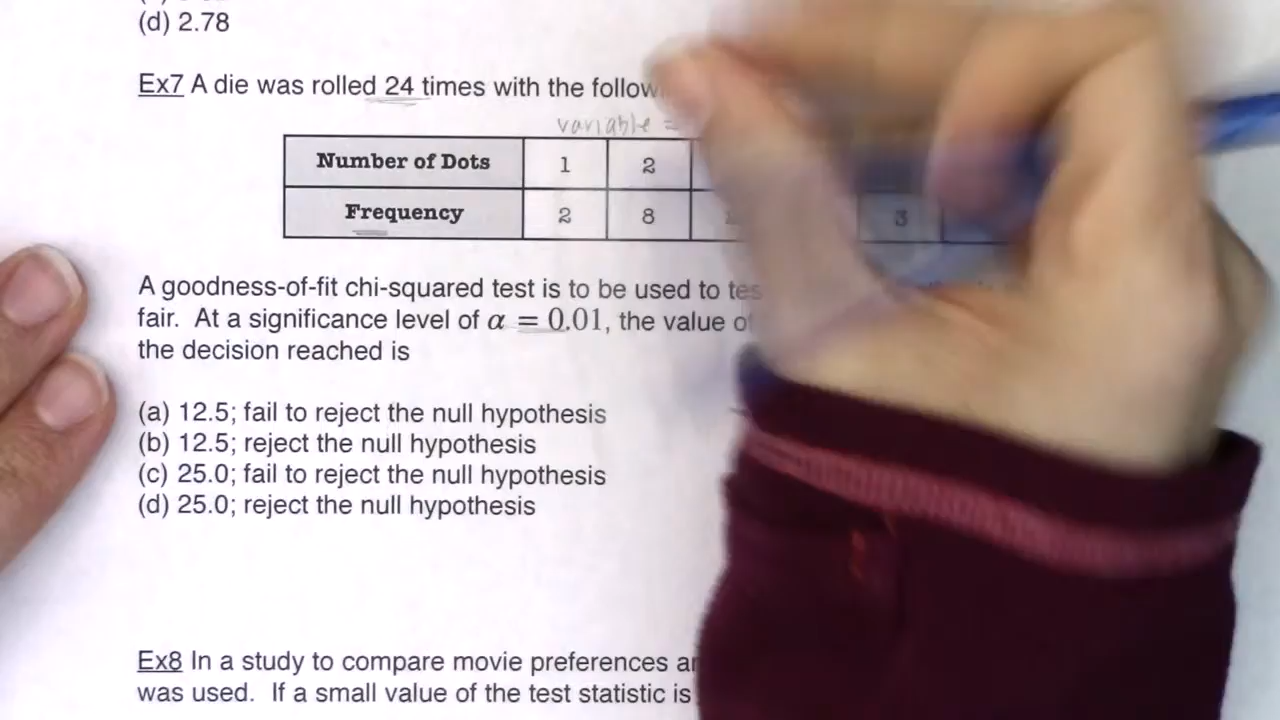 (d) 2.78
Ex7 A die was rolled 24 times with the follow
variable =
Number of Dots 1 2
Frequency 2 8 3
A goodness-of-fit chi-squared test is to be used to tes
fair. At a significance level of α = 0.01, the value o
the decision reached is
(a) 12.5; fail to reject the null hypothesis
(b) 12.5; reject the null hypothesis
(c) 25.0; fail to reject the null hypothesis
(d) 25.0; reject the null hypothesis
Ex8 In a study to compare movie preferences
was used. If a small value of the test statistic is